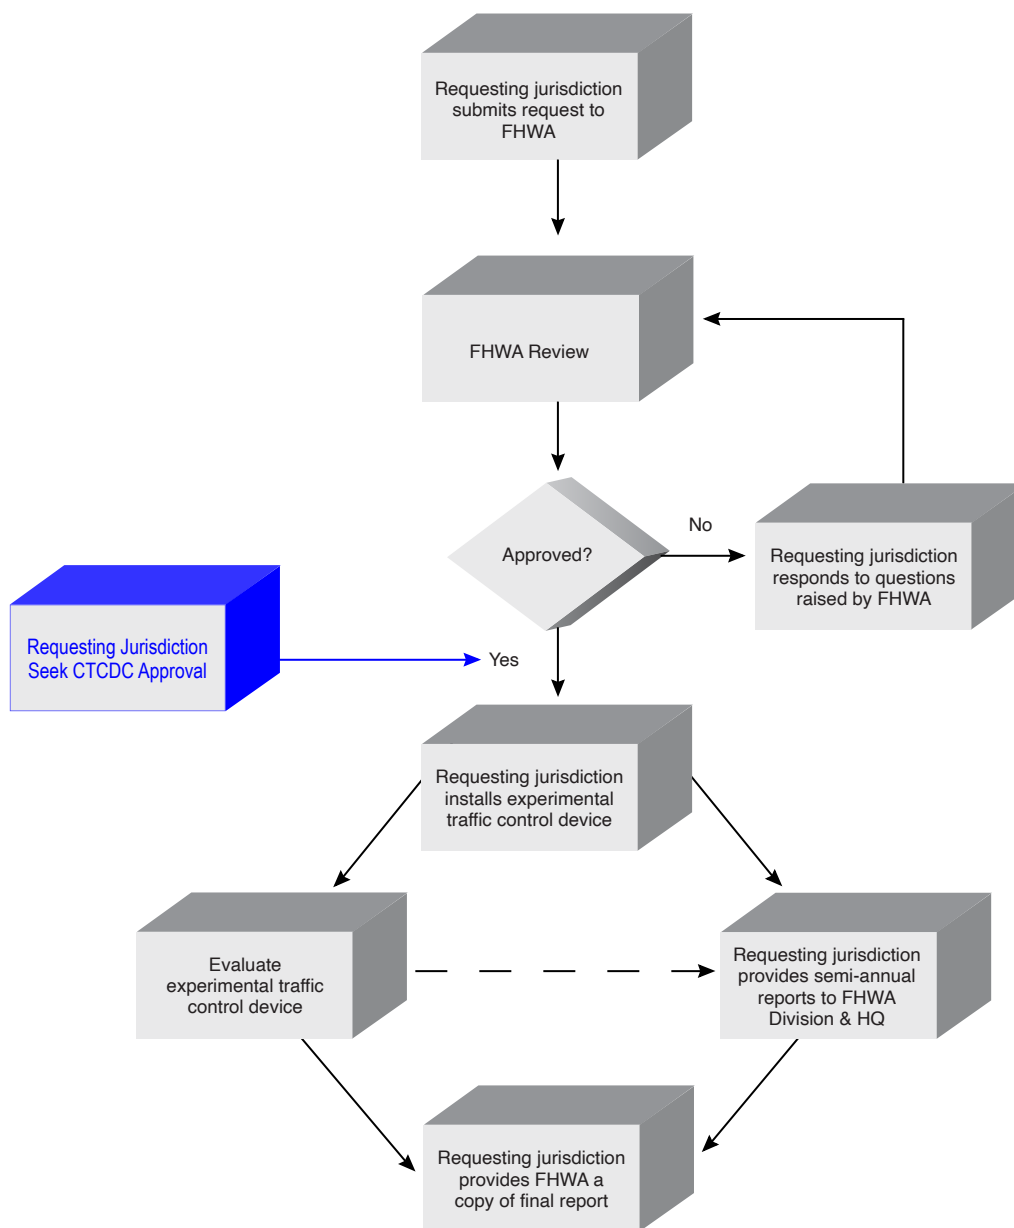 Requesting jurisdiction
submits request to
FHWA
FHWA Review
Approved?
No
Requesting jurisdiction
responds to questions
raised by FHWA
Requesting Jurisdiction
Seek CTCDC Approval
Yes
Requesting jurisdiction
installs experimental
traffic control device
Evaluate
experimental traffic
control device
Requesting jurisdiction
provides semi-annual
reports to FHWA
Division & HQ
Requesting jurisdiction
provides FHWA a
copy of final report